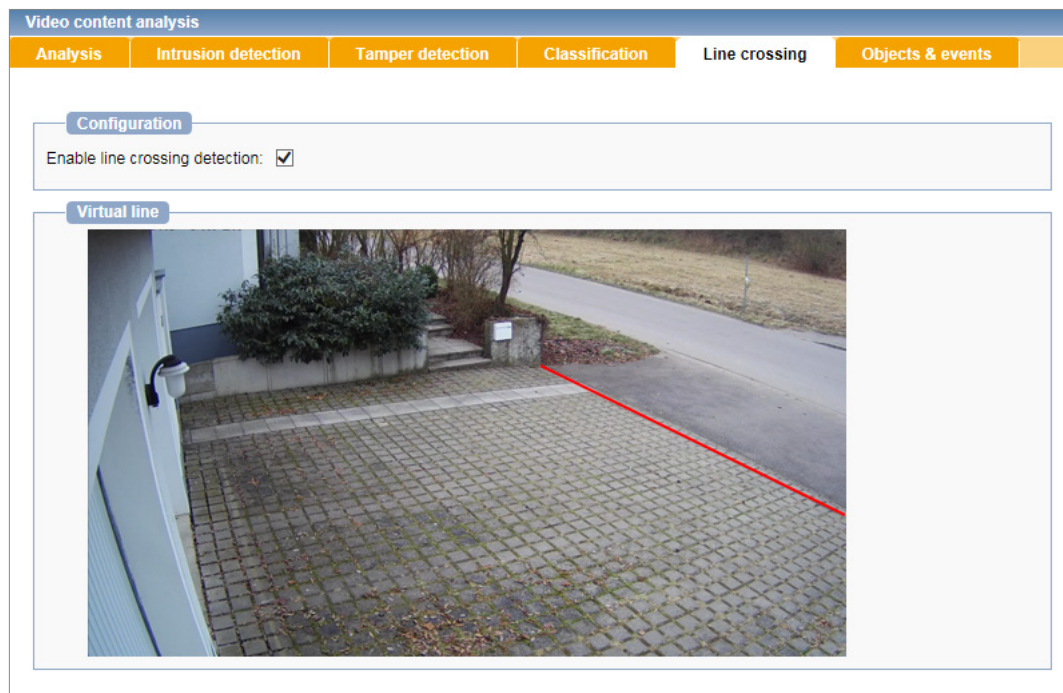 Video content analysis
Analysis Intrusion detection Tamper detection Classification Line crossing Objects & events
Configuration
Enable line crossing detection:
Virtual line